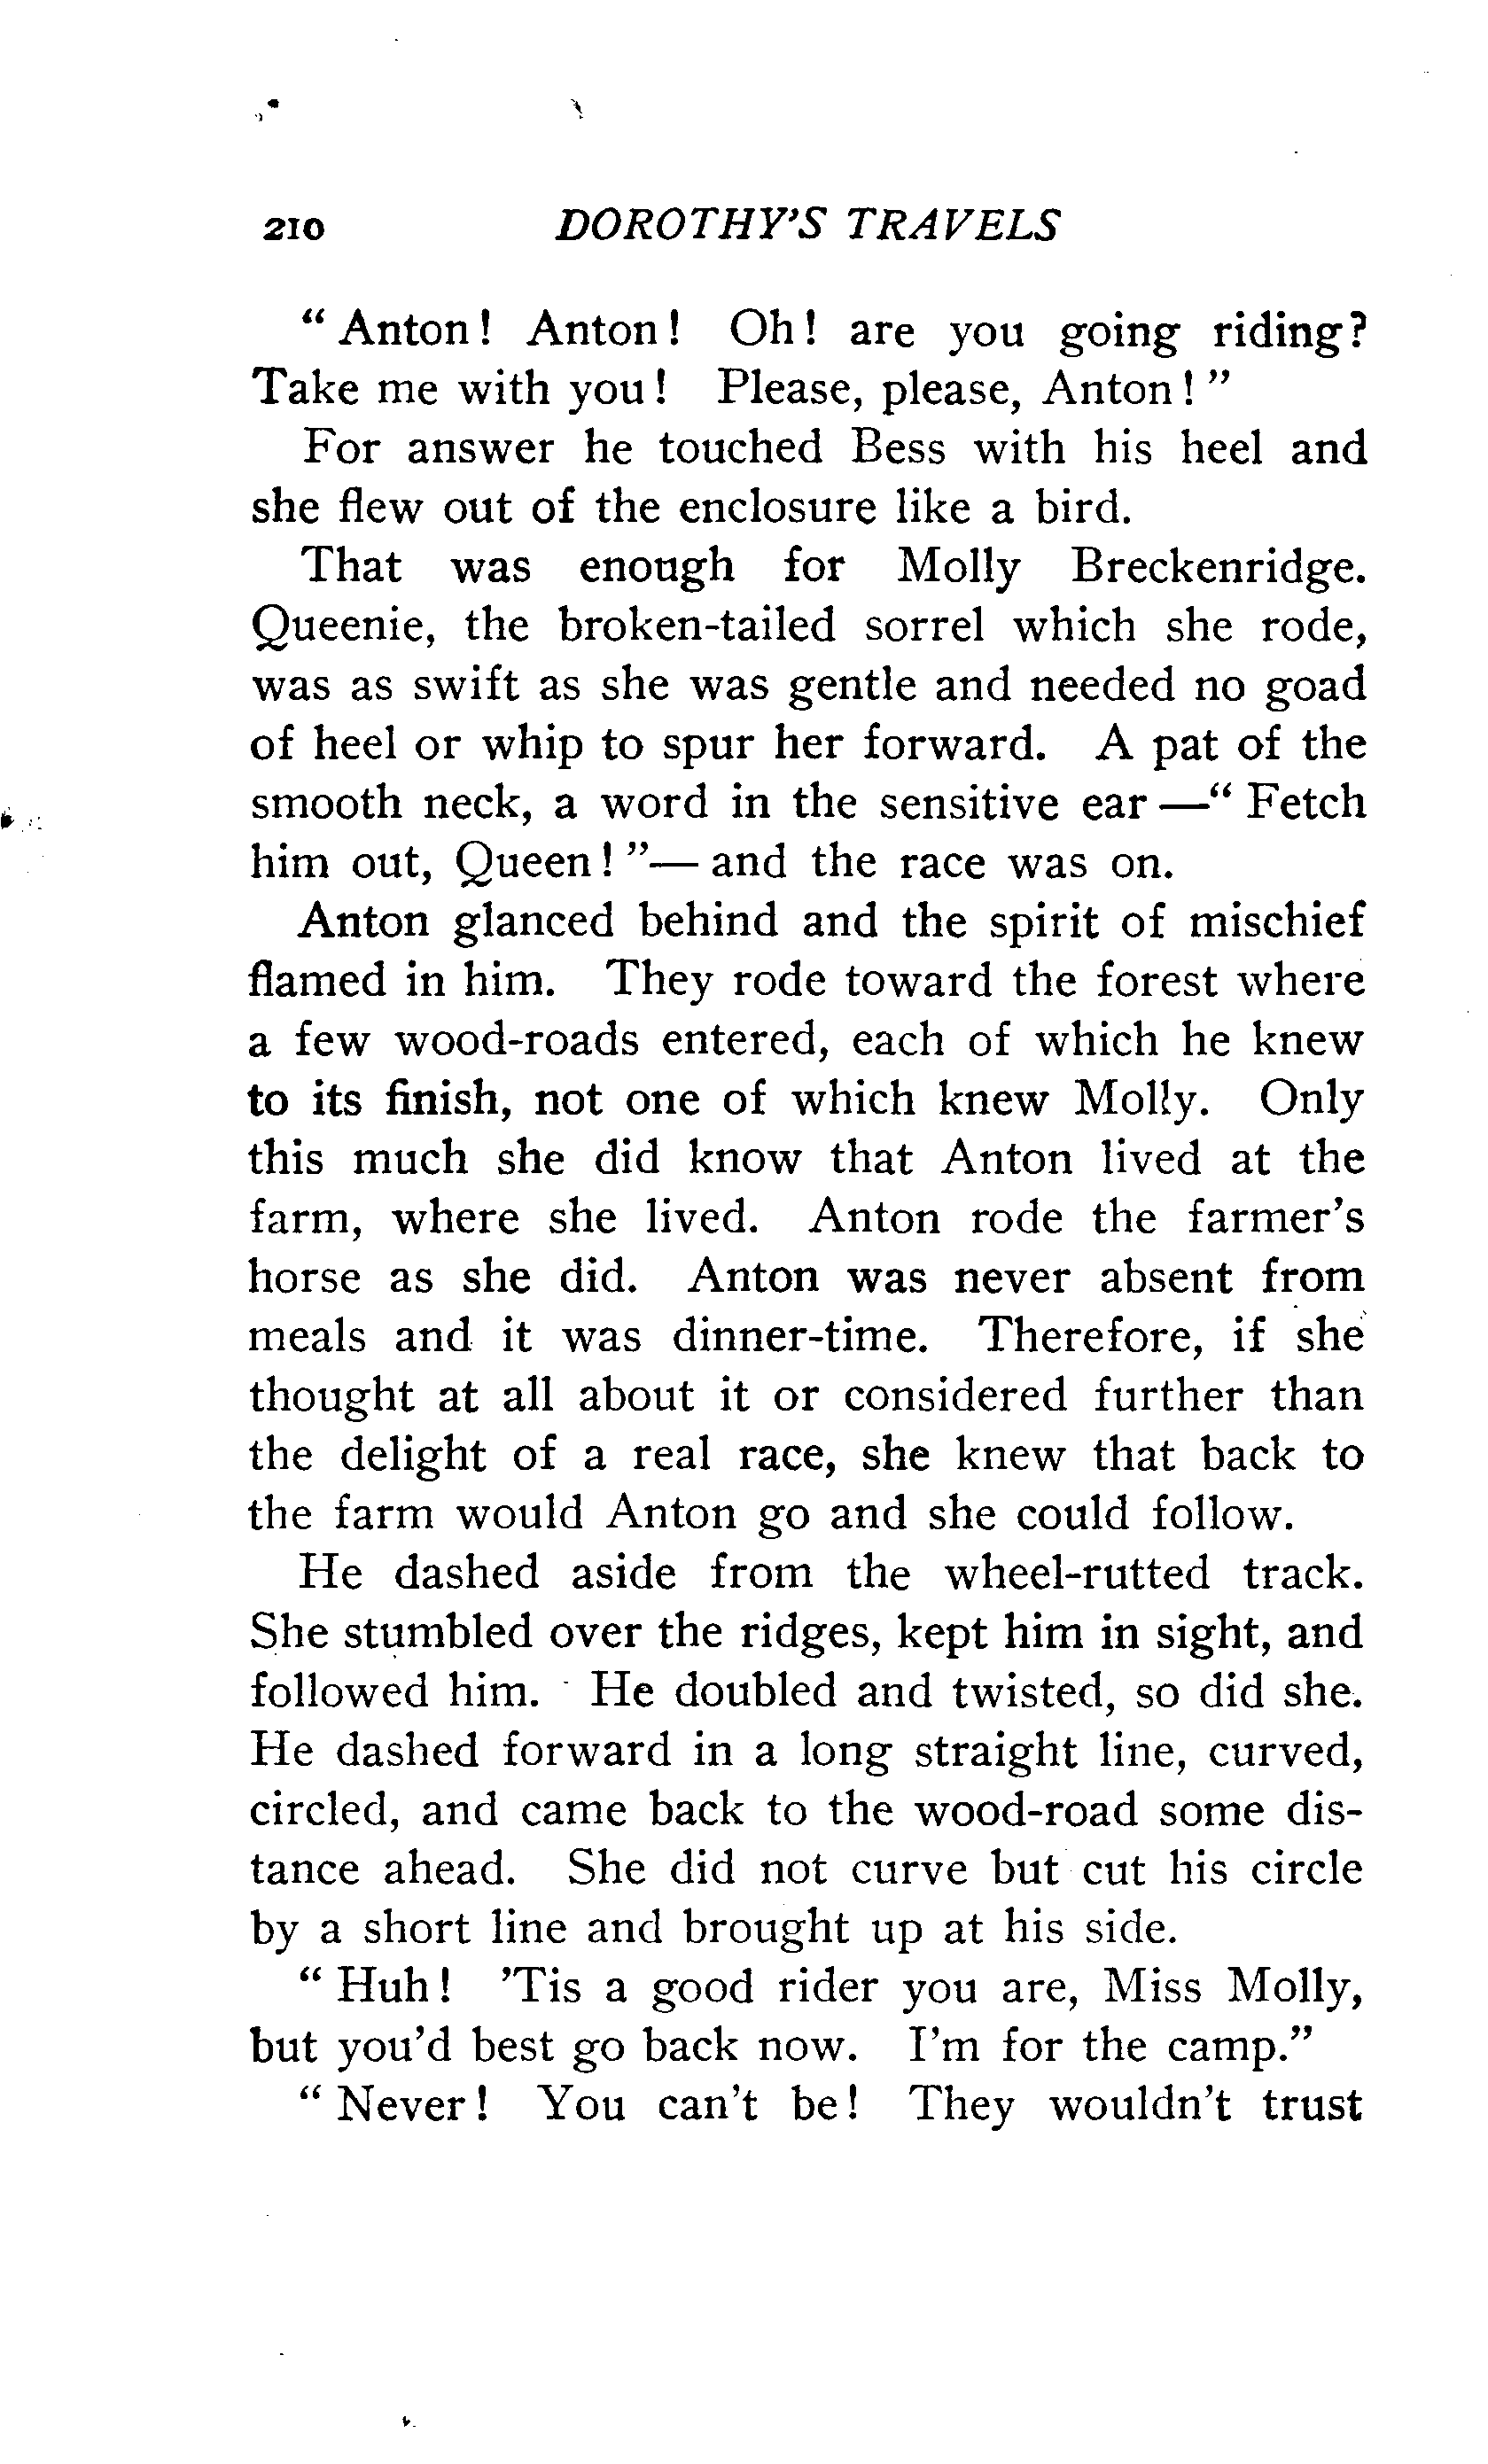 210 DOROTHY'S TRAVELS
“ Anton ! Anton ! Oh ! are you going riding?
Take me with you ! Please, please, Anton ! ”
For answer he touched Bess with his heel and
she flew out of the enclosure like a bird.
That was enough for Molly Breckenridge.
Queenie, the broken-tailed sorrel which she rode,
was as swift as she was gentle and needed no goad
of heel or whip to spur her forward. A pat of the
smooth neck, a word in the sensitive ear —“ Fetch
him out, Queen ! ”— and the race was on.
Anton glanced behind and the spirit of mischief
flamed in him. They rode toward the forest where
a few wood-roads entered, each of which he knew
to its finish, not one of which knew Molly. Only
this much she did know that Anton lived at the
farm, where she lived. Anton rode the farmer's
horse as she did. Anton was never absent from
meals and it was dinner-time. Therefore, if she
thought at all about it or considered further than
the delight of a real race, she knew that back to
the farm would Anton go and she could follow.
He dashed aside from the wheel-rutted track.
She stumbled over the ridges, kept him in sight, and
followed him. He doubled and twisted, so did she.
He dashed forward in a long straight line, curved,
circled, and came back to the wood-road some dis-
tance ahead. She did not curve but cut his circle
by a short line and brought up at his side.
“ Huh ! 'Tis a good rider you are, Miss Molly,
but you'd best go back now. I'm for the camp.”
“ Never ! You can't be ! They wouldn't trust